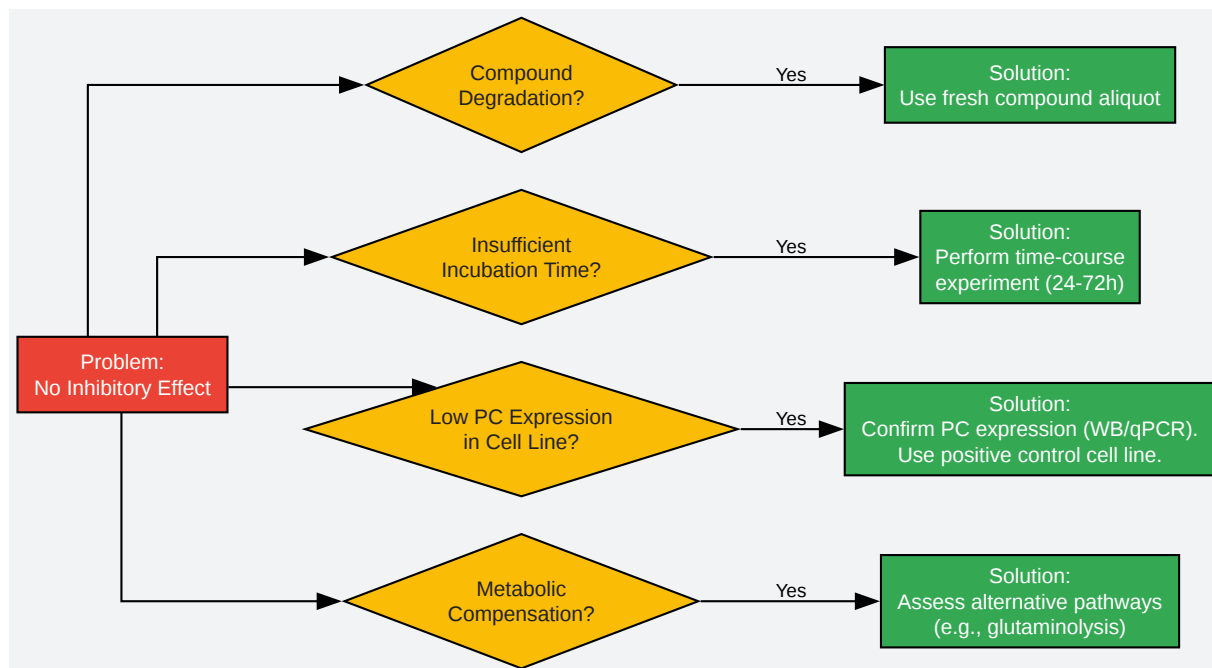 Compound
Degradation?
Yes
Solution:
Use fresh compound aliquot
Insufficient
Incubation Time?
Yes
Solution:
Perform time-course
experiment (24-72h)
Problem:
No Inhibitory Effect
Low PC Expression
in Cell Line?
Yes
Solution:
Confirm PC expression (WB/qPCR).
Use positive control cell line.
Metabolic
Compensation?
Yes
Solution:
Assess alternative pathways
(e.g., glutaminolysis)